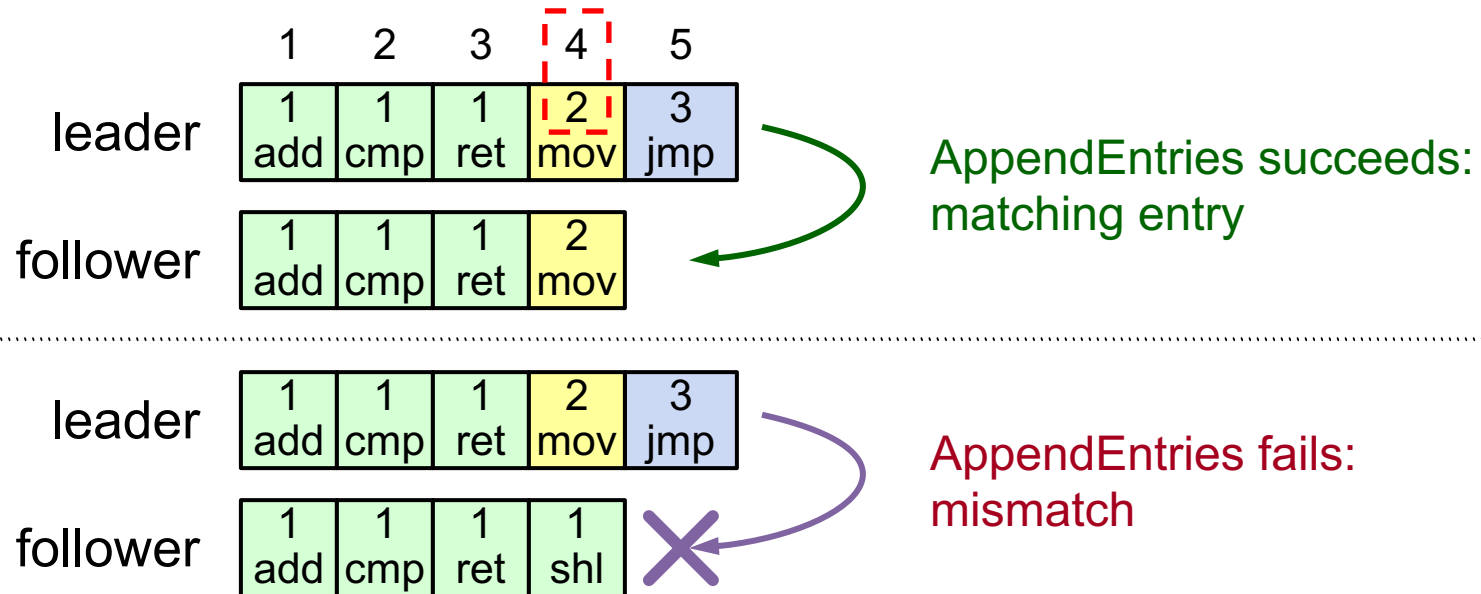 1 2 3 4 5
leader
1 1 1 2 3
add cmp ret mov jmp
AppendEntries succeeds:
matching entry
follower
1 1 1 2
add cmp ret mov
leader
1 1 1 2 3
add cmp ret mov jmp
AppendEntries fails:
mismatch
follower
1 1 1 1
add cmp ret shl